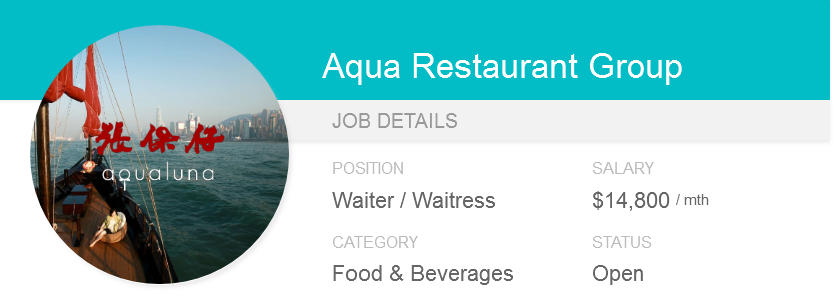 Aqua Restaurant Group
JOB DETAILS
張保仔
aqualuna
POSITION
SALARY
Waiter / Waitress
$14,800 / mth
CATEGORY
STATUS
Food & Beverages
Open